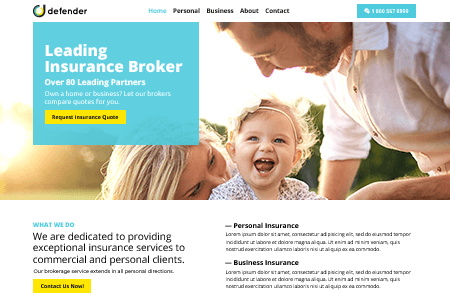 defender
Home Personal Business About Contact
1 800 567 8999
Leading
Insurance Broker
Over 80 Leading Partners
Own a home or business? Let our brokers
compare quotes for you.
Request Insurance Quote
WHAT WE DO
We are dedicated to providing
exceptional insurance services to
commercial and personal clients.
Our brokerage service extends in all personal directions.
Contact Us Now!
— Personal Insurance
Lorem ipsum dolor sit amet, consectetur adipiscing elit, sed do eiusmod tempor
incididunt ut labore et dolore magna aliqua. Ut enim ad minim veniam, quis
nostrud exercitation ullamco laboris nisi ut aliquip ex ea commodo.
— Business Insurance
Lorem ipsum dolor sit amet, consectetur adipiscing elit, sed do eiusmod tempor
incididunt ut labore et dolore magna aliqua. Ut enim ad minim veniam, quis
nostrud exercitation ullamco laboris nisi ut aliquip ex ea commodo.